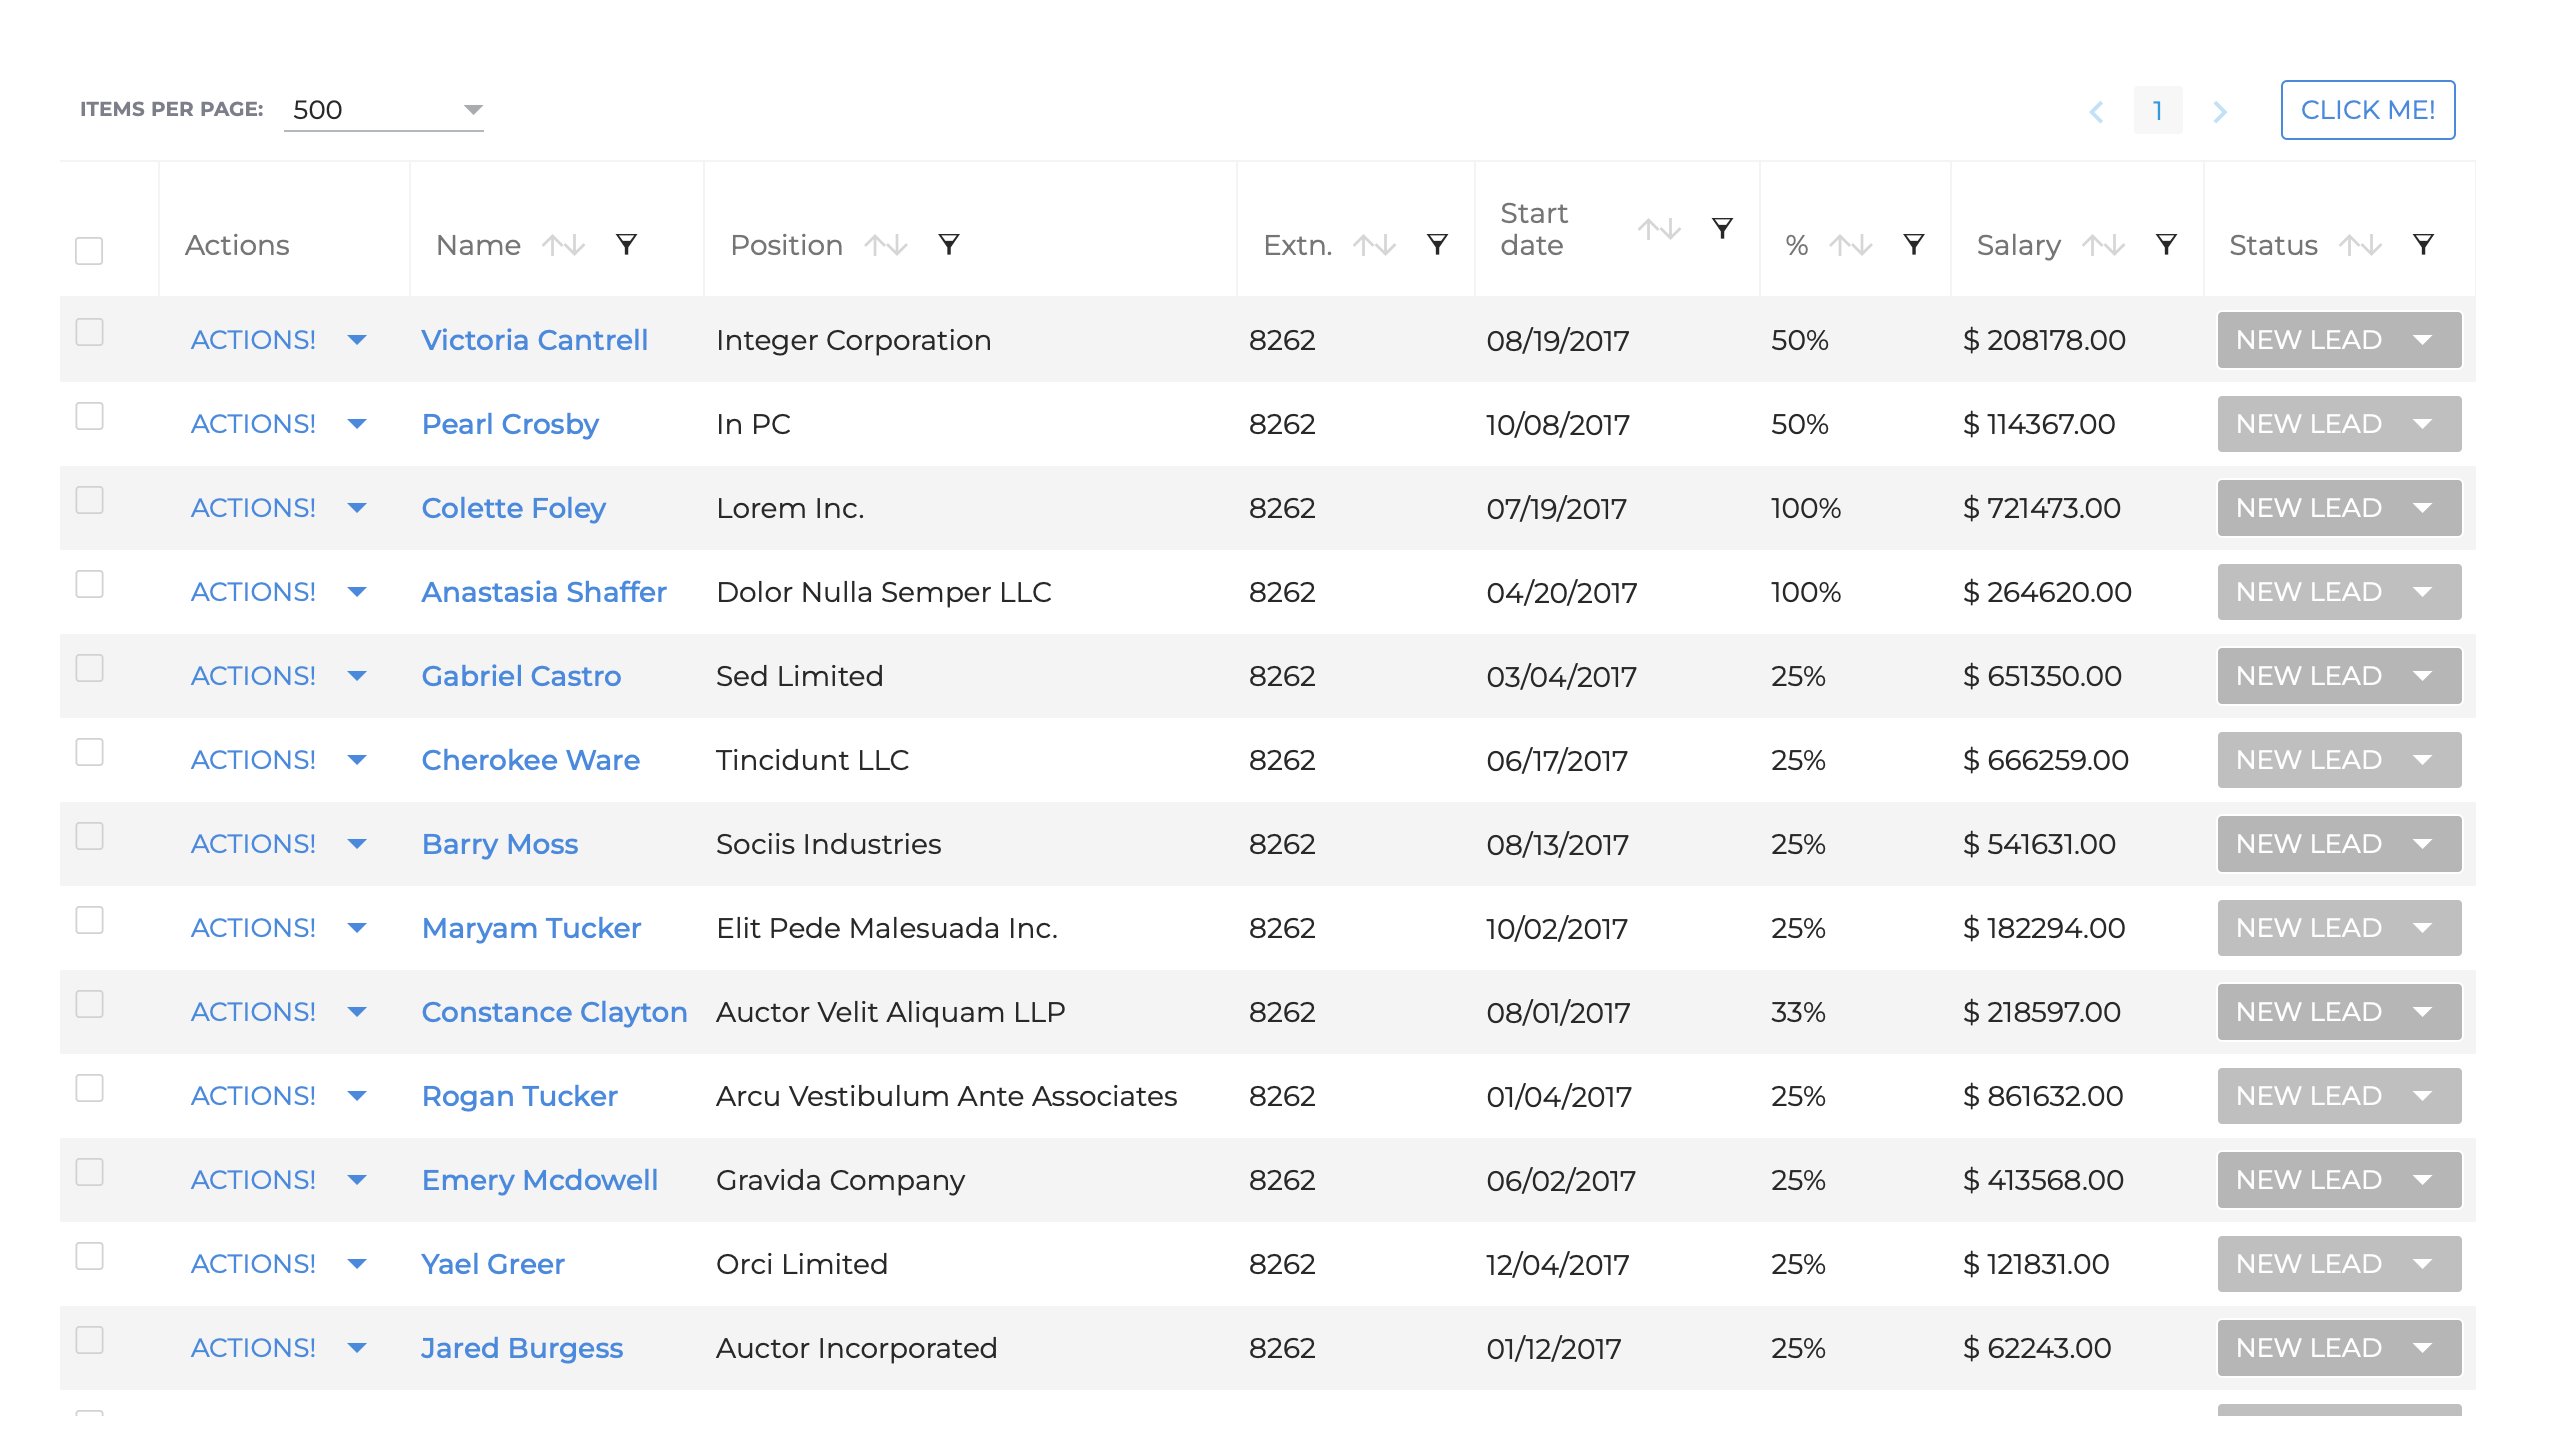 ITEMS PER PAGE: 500 1 CLICK ME!
Actions Name Position Extn. Start date % Salary Status
ACTIONS! Victoria Cantrell Integer Corporation 8262 08/19/2017 50% $ 208178.00 NEW LEAD
ACTIONS! Pearl Crosby In PC 8262 10/08/2017 50% $ 114367.00 NEW LEAD
ACTIONS! Colette Foley Lorem Inc. 8262 07/19/2017 100% $ 721473.00 NEW LEAD
ACTIONS! Anastasia Shaffer Dolor Nulla Semper LLC 8262 04/20/2017 100% $ 264620.00 NEW LEAD
ACTIONS! Gabriel Castro Sed Limited 8262 03/04/2017 25% $ 651350.00 NEW LEAD
ACTIONS! Cherokee Ware Tincidunt LLC 8262 06/17/2017 25% $ 666259.00 NEW LEAD
ACTIONS! Barry Moss Sociis Industries 8262 08/13/2017 25% $ 541631.00 NEW LEAD
ACTIONS! Maryam Tucker Elit Pede Malesuada Inc. 8262 10/02/2017 25% $ 182294.00 NEW LEAD
ACTIONS! Constance Clayton Auctor Velit Aliquam LLP 8262 08/01/2017 33% $ 218597.00 NEW LEAD
ACTIONS! Rogan Tucker Arcu Vestibulum Ante Associates 8262 01/04/2017 25% $ 861632.00 NEW LEAD
ACTIONS! Emery Mcdowell Gravida Company 8262 06/02/2017 25% $ 413568.00 NEW LEAD
ACTIONS! Yael Greer Orci Limited 8262 12/04/2017 25% $ 121831.00 NEW LEAD
ACTIONS! Jared Burgess Auctor Incorporated 8262 01/12/2017 25% $ 62243.00 NEW LEAD